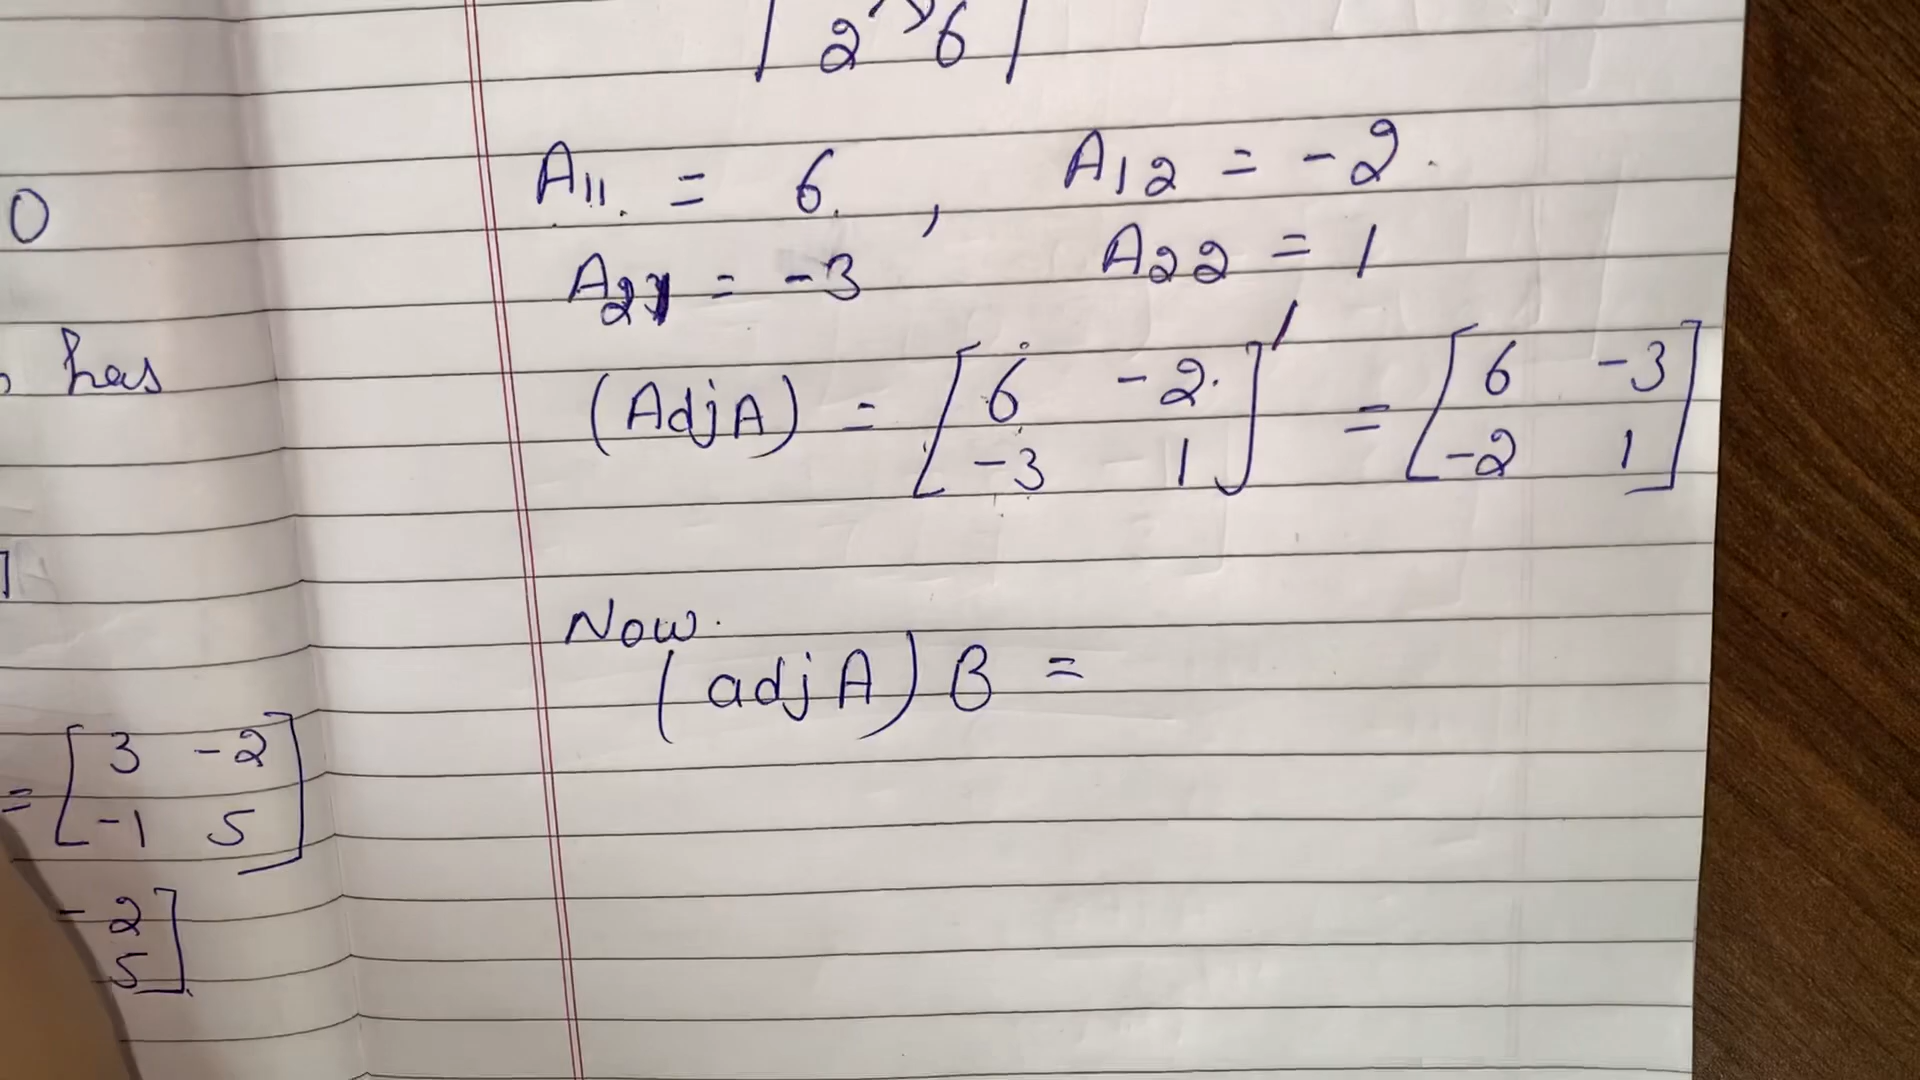 0
has
]
= [ 3 -2
-1 5 ]
- 2
5 ]
| 2 6 |
A11. = 6. , A12 = -2.
A21 = -3 A22 = 1
(AdjA) = [ 6 -2. ]' = [ 6 -3 ]
[ -3 1 ] [ -2 1 ]
Now.
(adjA) B =